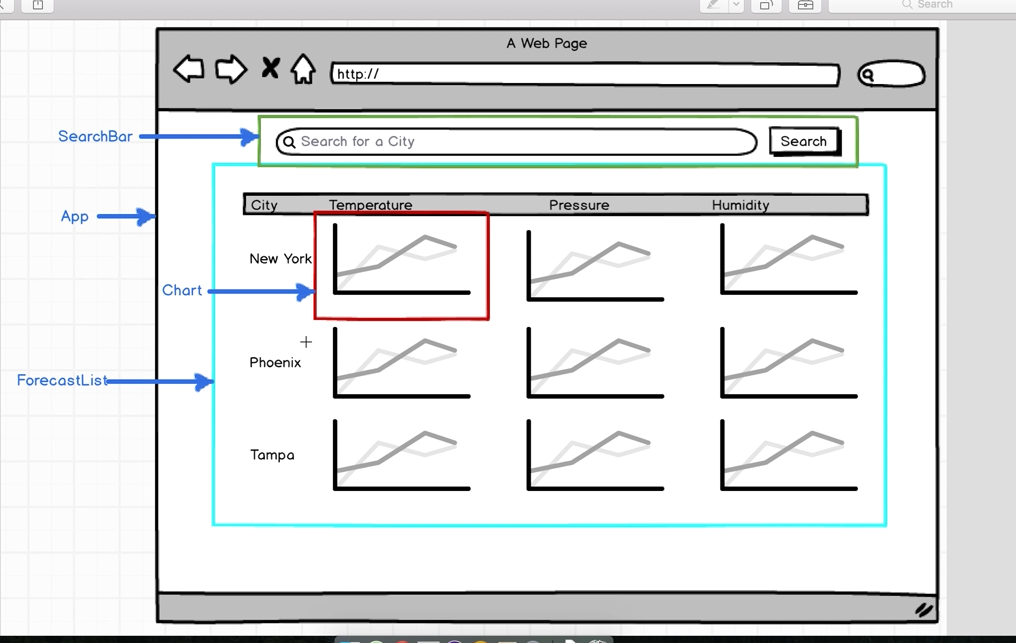 Search
A Web Page
http://
SearchBar
Search for a City
Search
App
City Temperature Pressure Humidity
New York
Chart
Phoenix
ForecastList
Tampa